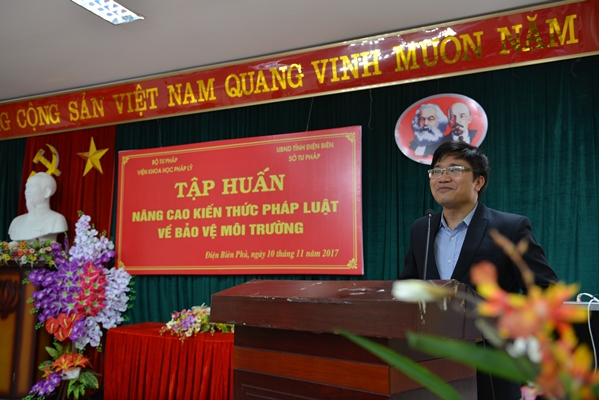 NG CỘNG SẢN VIỆT NAM QUANG VINH MUÔN NĂM
BỘ TƯ PHÁP
VIỆN KHOA HỌC PHÁP LÝ
UBND TỈNH ĐIỆN BIÊN
SỞ TƯ PHÁP
TẬP HUẤN
NÂNG CAO KIẾN THỨC PHÁP LUẬT
VỀ BẢO VỆ MÔI TRƯỜNG
Điện Biên Phủ, ngày 10 tháng 11 năm 2017